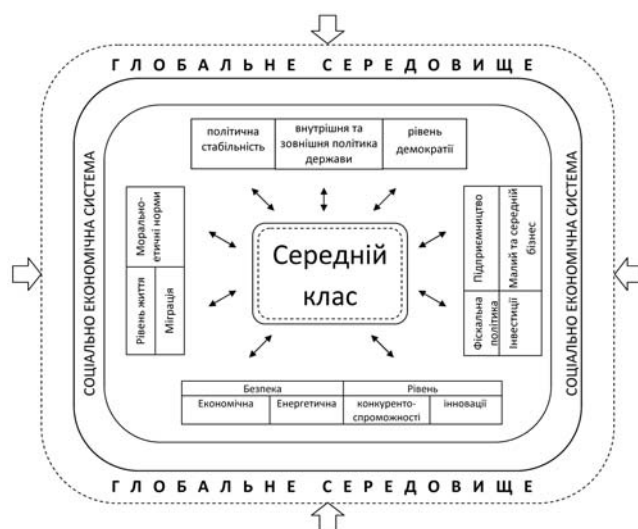 ГЛОБАЛЬНЕ СЕРЕДОВИЩЕ
СОЦІАЛЬНО ЕКОНОМІЧНА СИСТЕМА
політична
стабільність
внутрішня та
зовнішня політика
держави
рівень
демократії
Морально-
етичні норми
Рівень життя
Міграція
Середній
клас
Підприємництво
Малий та середній
бізнес
Фіскальна
політика
Інвестиції
Безпека
Рівень
Економічна
Енергетична
конкуренто-
спроможності
інновації
СОЦІАЛЬНО ЕКОНОМІЧНА СИСТЕМА
ГЛОБАЛЬНЕ СЕРЕДОВИЩЕ